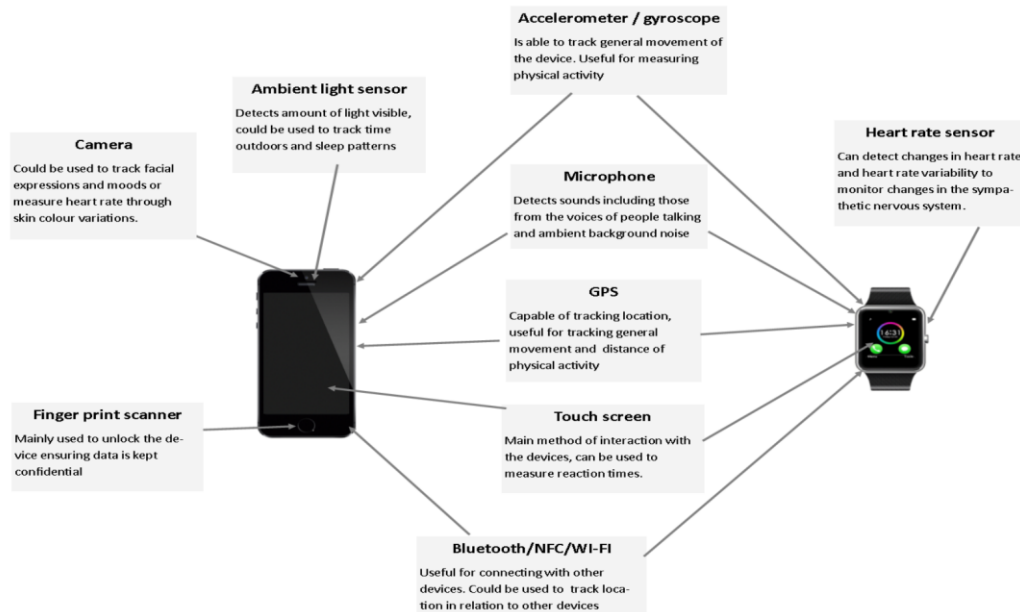 Accelerometer / gyroscope
Is able to track general movement of
the device. Useful for measuring
physical activity
Ambient light sensor
Detects amount of light visible,
could be used to track time
outdoors and sleep patterns
Camera
Could be used to track facial
expressions and moods or
measure heart rate through
skin colour variations.
Heart rate sensor
Can detect changes in heart rate
and heart rate variability to
monitor changes in the sympa-
thetic nervous system.
Microphone
Detects sounds including those
from the voices of people talking
and ambient background noise
GPS
Capable of tracking location,
useful for tracking general
movement and distance of
physical activity
Finger print scanner
Mainly used to unlock the de-
vice ensuring data is kept
confidential
Touch screen
Main method of interaction with
the devices, can be used to
measure reaction times.
Bluetooth/NFC/WI-FI
Useful for connecting with other
devices. Could be used to track loca-
tion in relation to other devices